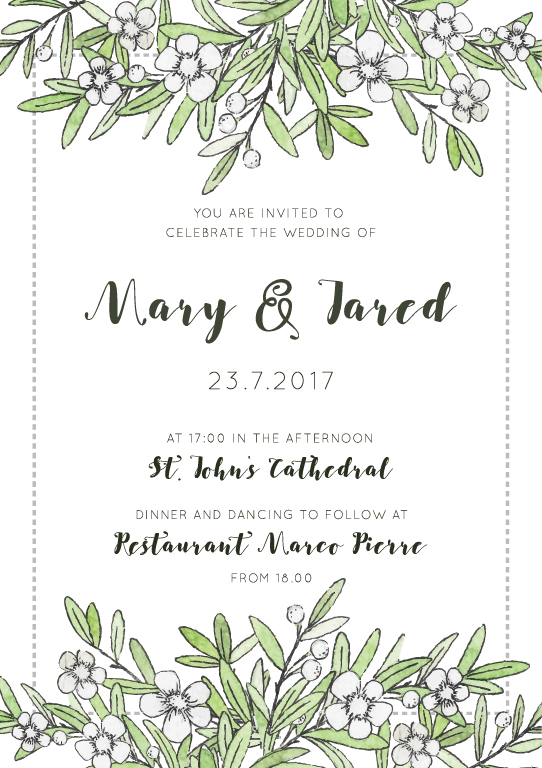 YOU ARE INVITED TO
CELEBRATE THE WEDDING OF
Mary & Jared
23.7.2017
AT 17:00 IN THE AFTERNOON
St. John's Cathedral
DINNER AND DANCING TO FOLLOW AT
Restaurant Marco Pierre
FROM 18.00